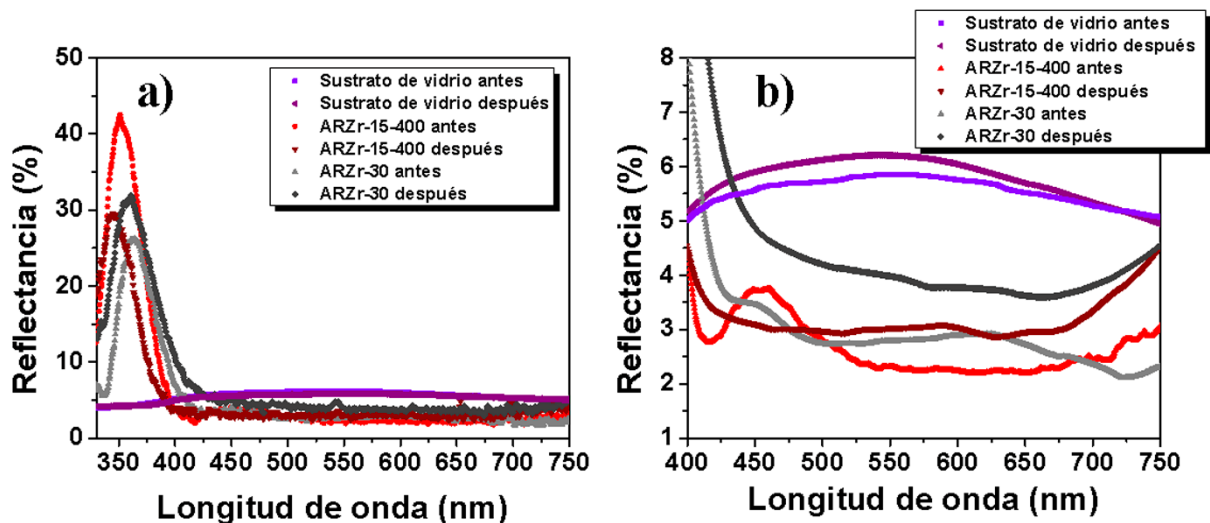 a)
Sustrato de vidrio antes
Sustrato de vidrio después
ARZr-15-400 antes
ARZr-15-400 después
ARZr-30 antes
ARZr-30 después
Reflectancia (%)
50
40
30
20
10
0
350 400 450 500 550 600 650 700 750
Longitud de onda (nm)
b)
Sustrato de vidrio antes
Sustrato de vidrio después
ARZr-15-400 antes
ARZr-15-400 después
ARZr-30 antes
ARZr-30 después
Reflectancia (%)
8
7
6
5
4
3
2
1
400 450 500 550 600 650 700 750
Longitud de onda (nm)